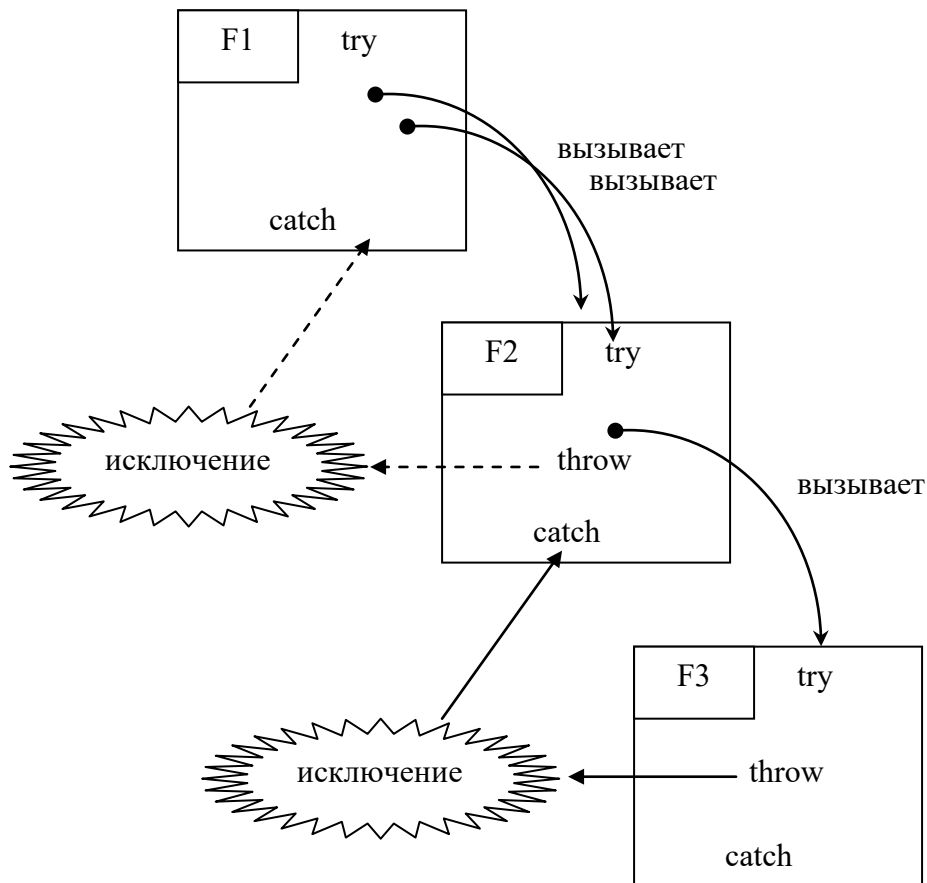 F1 try
вызывает
вызывает
catch
F2 try
исключение throw
вызывает
catch
F3 try
исключение throw
catch